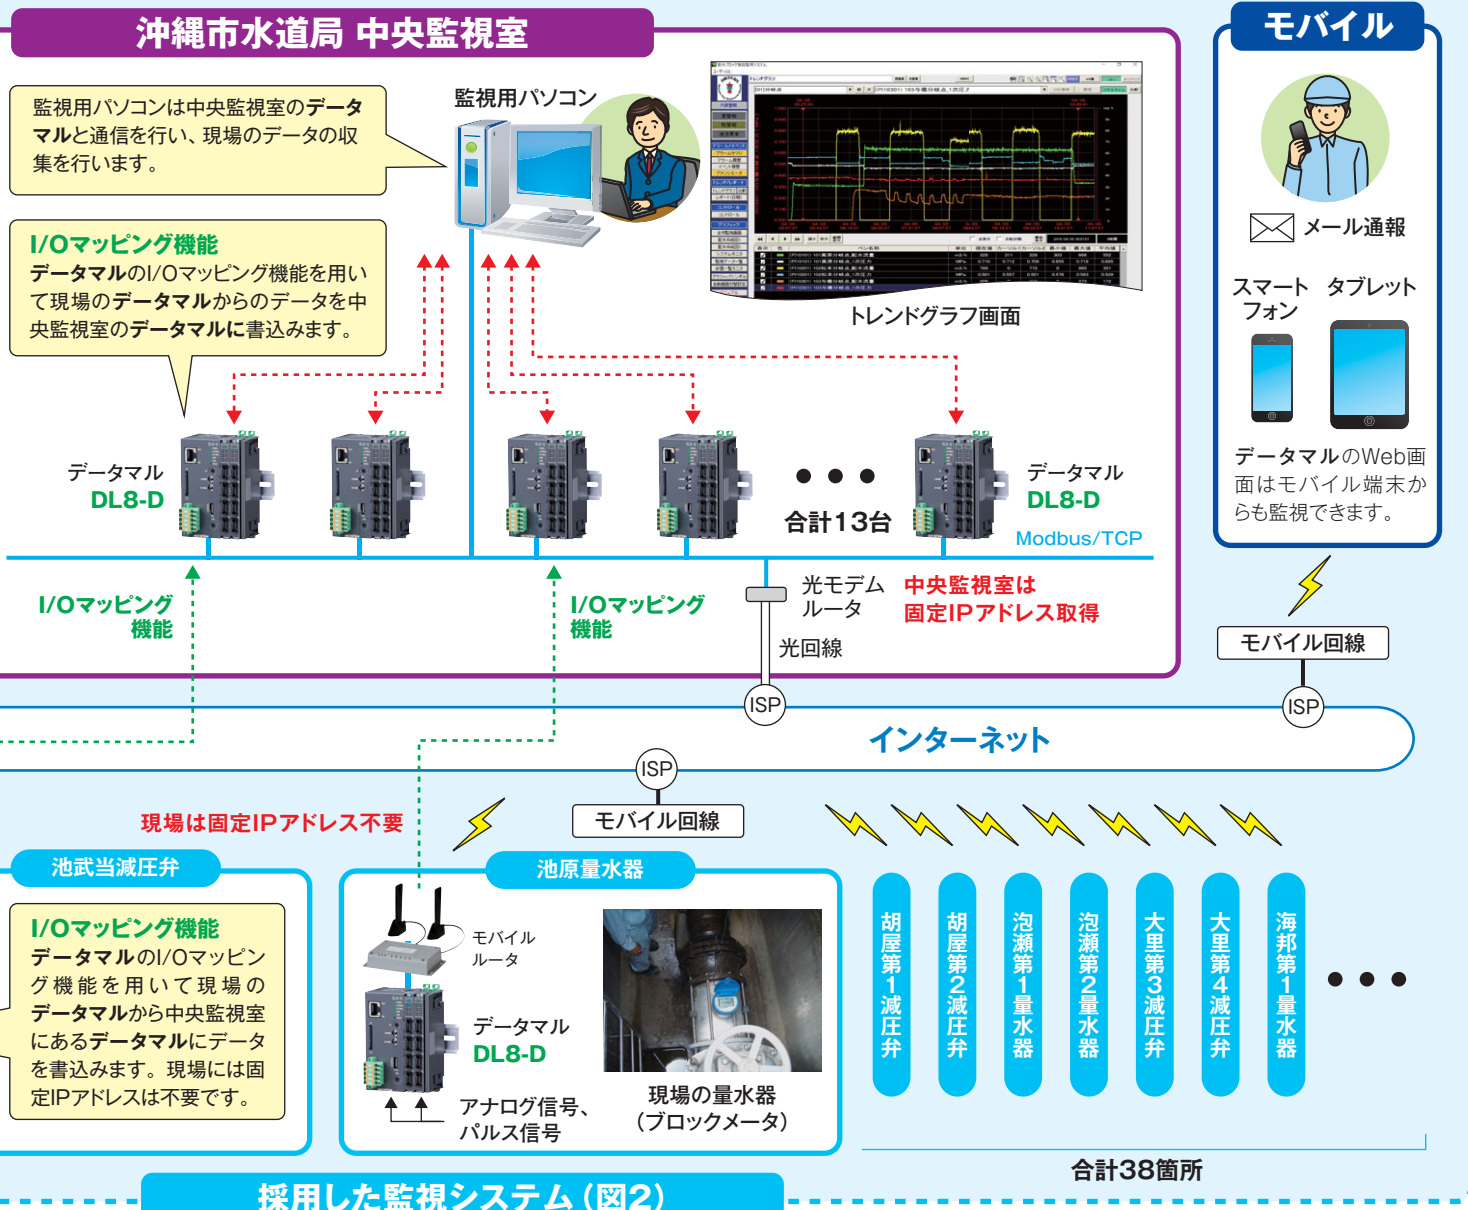 沖縄市水道局 中央監視室
監視用パソコンは中央監視室のデータ
マルと通信を行い、現場のデータの収
集を行います。
監視用パソコン
トレンドグラフ画面
I/Oマッピング機能
データマルのI/Oマッピング機能を用い
て現場のデータマルからのデータを中
央監視室のデータマルに書込みます。
データマル
DL8-D
合計13台
データマル
DL8-D
Modbus/TCP
I/Oマッピング
機能
I/Oマッピング
機能
光モデム
ルータ
中央監視室は
固定IPアドレス取得
光回線
モバイル
メール通報
スマート
フォン
タブレット
データマルのWeb画
面はモバイル端末か
らも監視できます。
モバイル回線
ISP
ISP
インターネット
ISP
モバイル回線
現場は固定IPアドレス不要
池武当減圧弁
I/Oマッピング機能
データマルのI/Oマッピン
グ機能を用いて現場の
データマルから中央監視室
にあるデータマルにデータ
を書込みます。現場には固
定IPアドレスは不要です。
池原量水器
モバイル
ルータ
データマル
DL8-D
アナログ信号、
パルス信号
現場の量水器
(ブロックメータ)
胡屋第1減圧弁
胡屋第2減圧弁
泡瀬第1量水器
泡瀬第2量水器
大里第3減圧弁
大里第4減圧弁
海邦第1量水器
合計38箇所
採用した監視システム(図2)